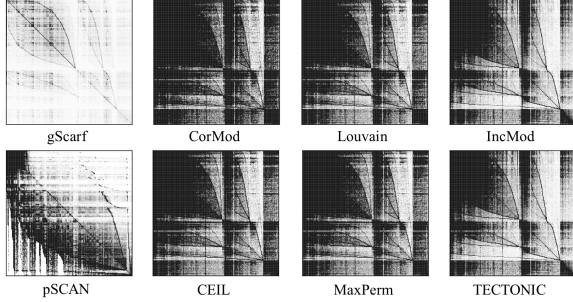 gScarf CorMod Louvain IncMod
pSCAN CEIL MaxPerm TECTONIC